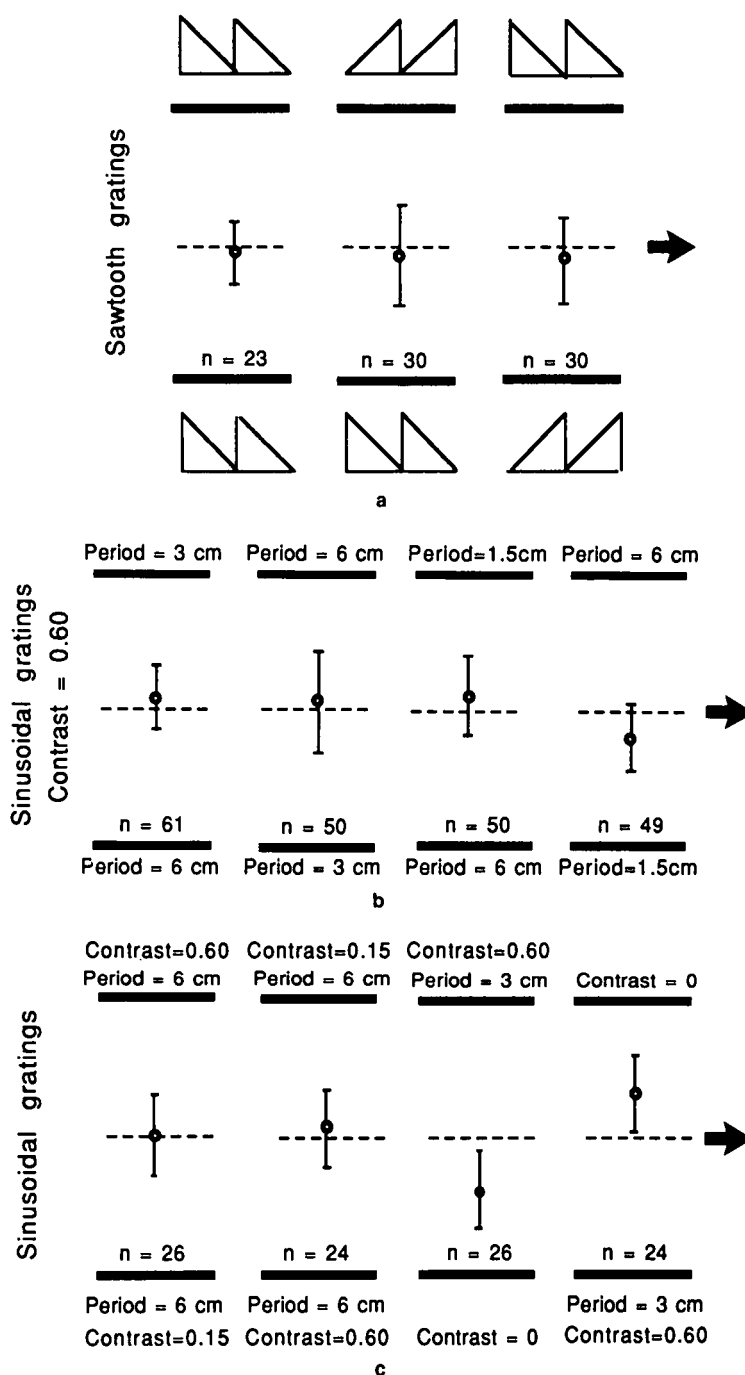 Sawtooth gratings
n = 23 n = 30 n = 30
a
Sinusoidal gratings
Contrast = 0.60
Period = 3 cm Period = 6 cm Period=1.5cm Period = 6 cm
n = 61 n = 50 n = 50 n = 49
Period = 6 cm Period = 3 cm Period = 6 cm Period=1.5cm
b
Sinusoidal gratings
Contrast=0.60 Contrast=0.15 Contrast=0.60
Period = 6 cm Period = 6 cm Period = 3 cm Contrast = 0
n = 26 n = 24 n = 26 n = 24
Period = 6 cm Period = 6 cm Period = 3 cm
Contrast=0.15 Contrast=0.60 Contrast = 0 Contrast=0.60
c